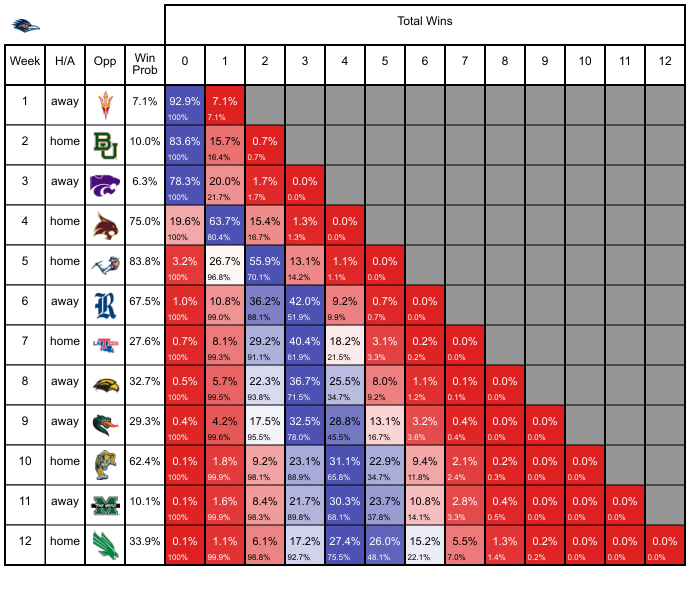 Total Wins
Week H/A Opp Win Prob 0 1 2 3 4 5 6 7 8 9 10 11 12
1 away 7.1% 92.9% 7.1%
100% 7.1%
2 home BU 10.0% 83.6% 15.7% 0.7%
100% 16.4% 0.7%
3 away 6.3% 78.3% 20.0% 1.7% 0.0%
100% 21.7% 1.7% 0.0%
4 home 75.0% 19.6% 63.7% 15.4% 1.3% 0.0%
100% 80.4% 16.7% 1.3% 0.0%
5 home 83.8% 3.2% 26.7% 55.9% 13.1% 1.1% 0.0%
100% 96.8% 70.1% 14.2% 1.1% 0.0%
6 away R 67.5% 1.0% 10.8% 36.2% 42.0% 9.2% 0.7% 0.0%
100% 99.0% 88.1% 51.9% 9.9% 0.7% 0.0%
7 home LA TECH 27.6% 0.7% 8.1% 29.2% 40.4% 18.2% 3.1% 0.2% 0.0%
100% 99.3% 91.1% 61.9% 21.5% 3.3% 0.2% 0.0%
8 away 32.7% 0.5% 5.7% 22.3% 36.7% 25.5% 8.0% 1.1% 0.1% 0.0%
100% 99.5% 93.8% 71.5% 34.7% 9.2% 1.2% 0.1% 0.0%
9 away 29.3% 0.4% 4.2% 17.5% 32.5% 28.8% 13.1% 3.2% 0.4% 0.0% 0.0%
100% 99.6% 95.5% 78.0% 45.5% 16.7% 3.6% 0.4% 0.0% 0.0%
10 home 62.4% 0.1% 1.8% 9.2% 23.1% 31.1% 22.9% 9.4% 2.1% 0.2% 0.0% 0.0%
100% 99.9% 98.1% 88.9% 65.8% 34.7% 11.8% 2.4% 0.3% 0.0% 0.0%
11 away M THE HERD 10.1% 0.1% 1.6% 8.4% 21.7% 30.3% 23.7% 10.8% 2.8% 0.4% 0.0% 0.0% 0.0%
100% 99.9% 98.3% 89.8% 68.1% 37.8% 14.1% 3.3% 0.5% 0.0% 0.0% 0.0%
12 home 33.9% 0.1% 1.1% 6.1% 17.2% 27.4% 26.0% 15.2% 5.5% 1.3% 0.2% 0.0% 0.0% 0.0%
100% 99.9% 98.8% 92.7% 75.5% 48.1% 22.1% 7.0% 1.4% 0.2% 0.0% 0.0% 0.0%